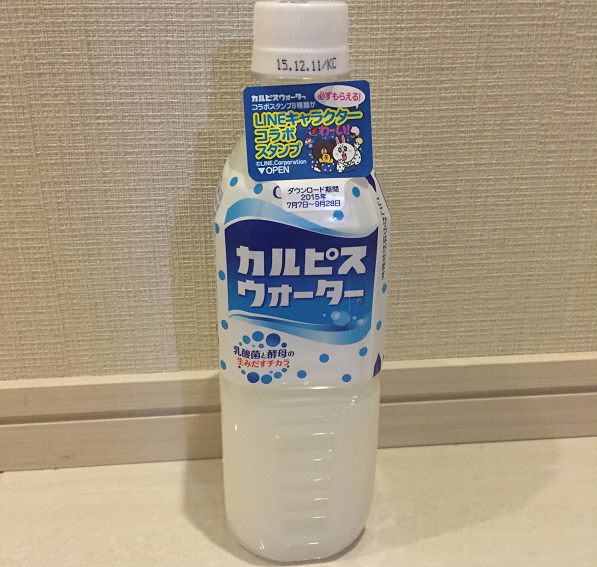 15.12.11/KC
カルピスウォーター
コラボスタンプ8種類が
必ずもらえる!
LINEキャラクター
コラボ
わーい!
スタンプ
©LINE.Corporation
▼OPEN
ダウンロード期間
2015年
7月7日~9月28日
カルピス
ウォーター
乳酸菌と酵母の
生みだすチカラ